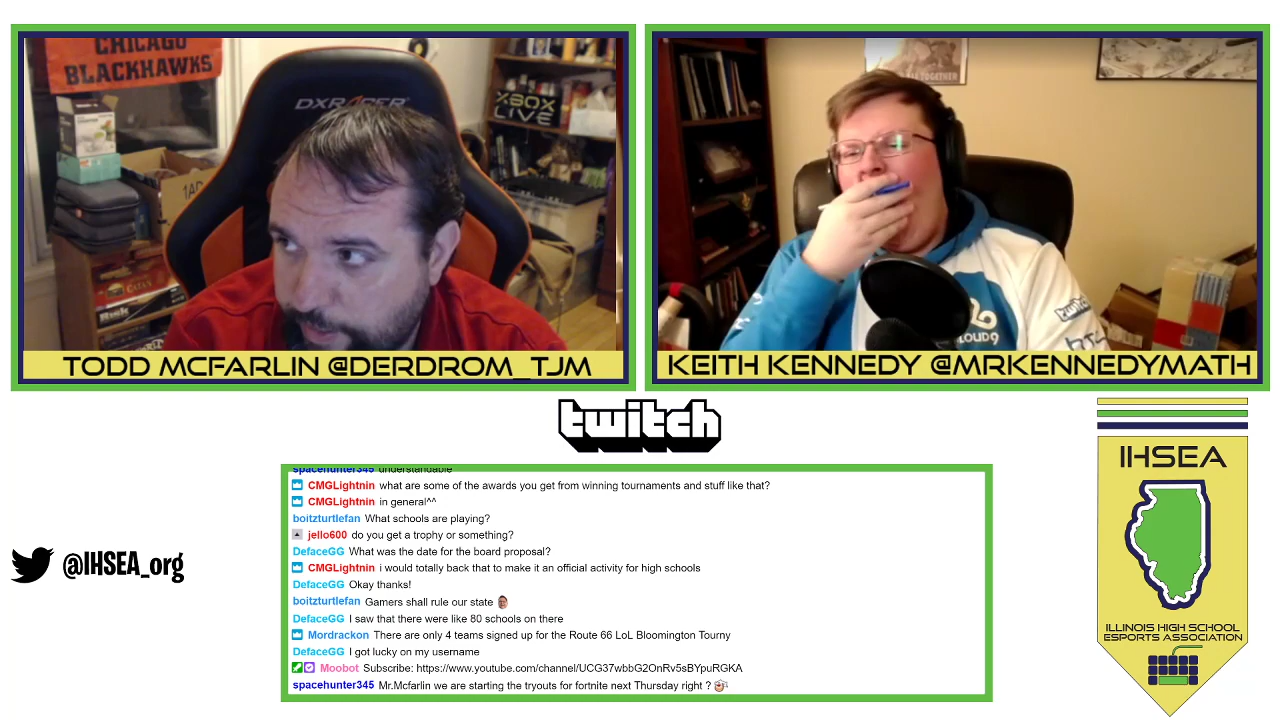 CHICAGO
BLACKHAWKS
DXRACER
XBOX
LIVE
CATAN
Risk
TODD MCFARLIN @DERDROM_TJM
TOGETHER
CLOUD9
twitch
KEITH KENNEDY @MRKENNEDYMATH
twitch
spacehunter345 understandable
CMGLightnin what are some of the awards you get from winning tournaments and stuff like that?
CMGLightnin in general^^
boitzturtlefan What schools are playing?
jello600 do you get a trophy or something?
DefaceGG What was the date for the board proposal?
CMGLightnin i would totally back that to make it an official activity for high schools
DefaceGG Okay thanks!
boitzturtlefan Gamers shall rule our state
DefaceGG I saw that there were like 80 schools on there
Mordrackon There are only 4 teams signed up for the Route 66 LoL Bloomington Tourny
DefaceGG I got lucky on my username
Moobot Subscribe: https://www.youtube.com/channel/UCG37wbbG2OnRv5sBYpuRGKA
spacehunter345 Mr.Mcfarlin we are starting the tryouts for fortnite next Thursday right ?
@IHSEA_org
IHSEA
ILLINOIS HIGH SCHOOL
ESPORTS ASSOCIATION